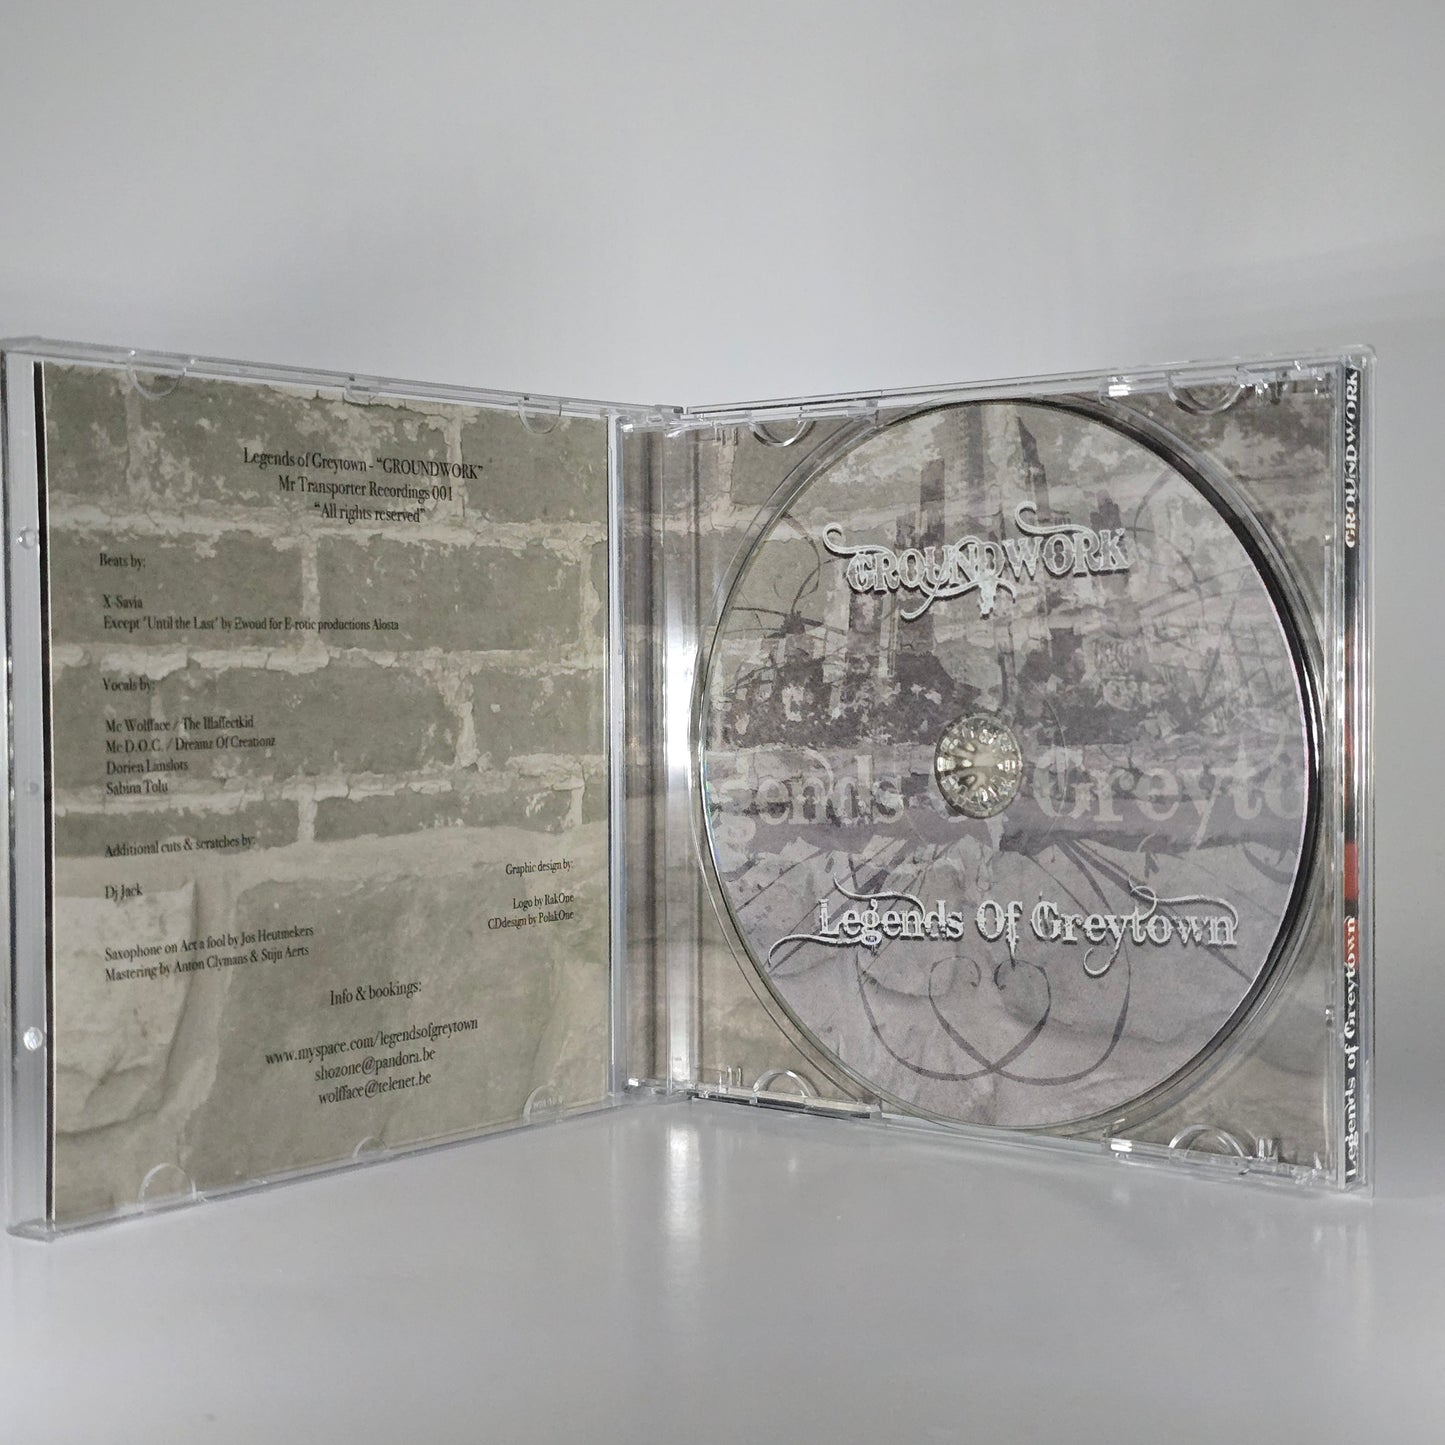 Legends of Greytown - "GROUNDWORK"
Mr Transporter Recordings 001
"All rights reserved"
Beats by:
X-Savia
Except 'Until the Last' by Ewoud for E-rotic productions Alosta
Vocals by:
Mc Wolfface / The Illaffectkid
Mc D.O.C. / Dreamz Of Creationz
Dorien Lanslots
Sabina Tolu
Additional cuts & scratches by:
Dj Jack
Saxophone on Act a fool by Jos Heutmekers
Mastering by Anton Clymans & Stijn Aerts
Graphic design by:
Logo by RakOne
CDdesign by PolakOne
Info & bookings:
www.myspace.com/legendsofgreytown
shozone@pandora.be
wolfface@telenet.be
GROUNDWORK
gends of Greyto
Legends Of Greytown
Legends of Greytown GROUNDWORK